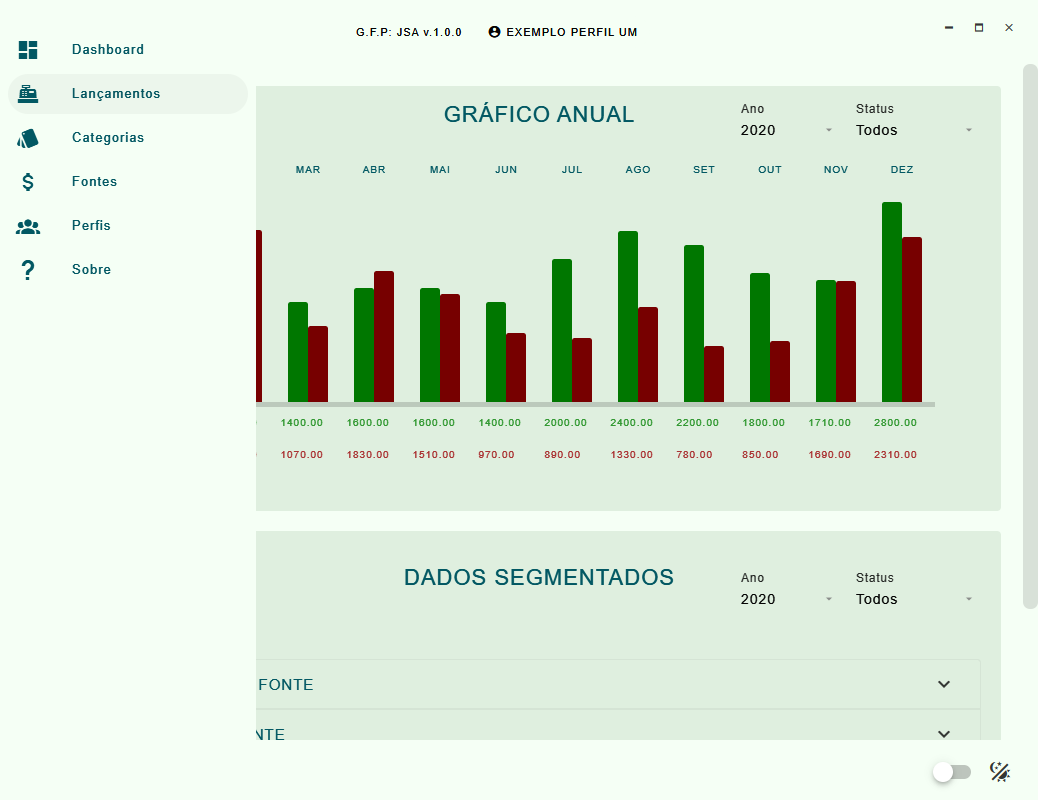 G.F.P: JSA v.1.0.0 EXEMPLO PERFIL UM
Dashboard
Lançamentos
Categorias
Fontes
Perfis
Sobre
GRÁFICO ANUAL
Ano
2020
Status
Todos
MAR ABR MAI JUN JUL AGO SET OUT NOV DEZ
1400.00 1600.00 1600.00 1400.00 2000.00 2400.00 2200.00 1800.00 1710.00 2800.00
1070.00 1830.00 1510.00 970.00 890.00 1330.00 780.00 850.00 1690.00 2310.00
DADOS SEGMENTADOS
Ano
2020
Status
Todos
FONTE
NTE